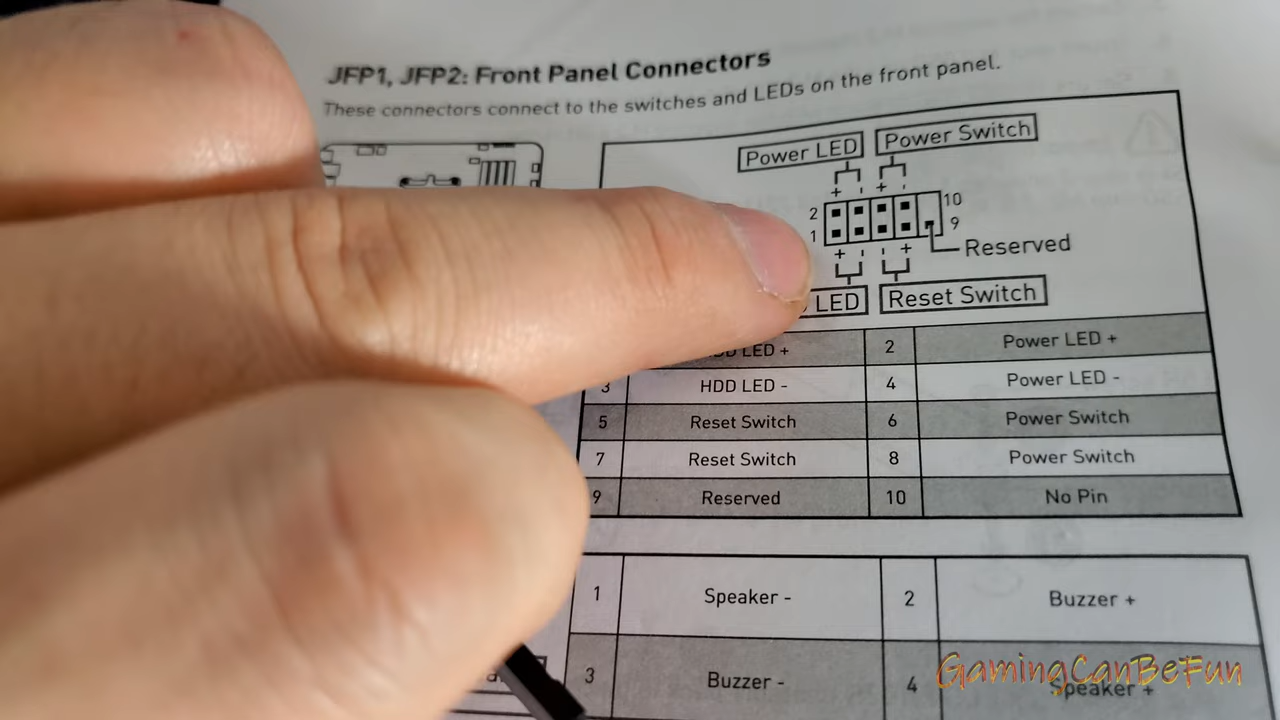 JFP1, JFP2: Front Panel Connectors
These connectors connect to the switches and LEDs on the front panel.
Power LED Power Switch
+ - + -
2 10
1 9
Reserved
+ - - +
LED Reset Switch
LED + 2 Power LED +
3 HDD LED - 4 Power LED -
5 Reset Switch 6 Power Switch
7 Reset Switch 8 Power Switch
9 Reserved 10 No Pin
1 Speaker - 2 Buzzer +
3 Buzzer - 4 Speaker +
GamingCanBeFun